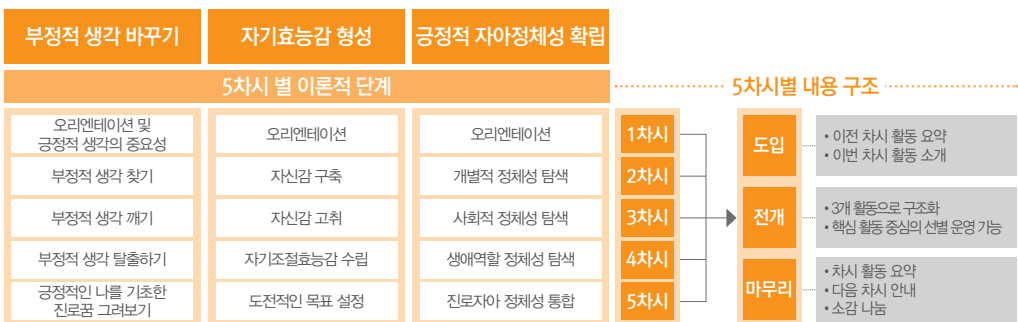 부정적 생각 바꾸기
자기효능감 형성
긍정적 자아정체성 확립
5차시 별 이론적 단계
5차시별 내용 구조
오리엔테이션 및
긍정적 생각의 중요성
오리엔테이션
오리엔테이션
1차시
부정적 생각 찾기
자신감 구축
개별적 정체성 탐색
2차시
부정적 생각 깨기
자신감 고취
사회적 정체성 탐색
3차시
부정적 생각 탈출하기
자기조절효능감 수립
생애역할 정체성 탐색
4차시
긍정적인 나를 기초한
진로꿈 그려보기
도전적인 목표 설정
진로자아 정체성 통합
5차시
도입
• 이전 차시 활동 요약
• 이번 차시 활동 소개
전개
• 3개 활동으로 구조화
• 핵심 활동 중심의 선별 운영 가능
마무리
• 차시 활동 요약
• 다음 차시 안내
• 소감 나눔